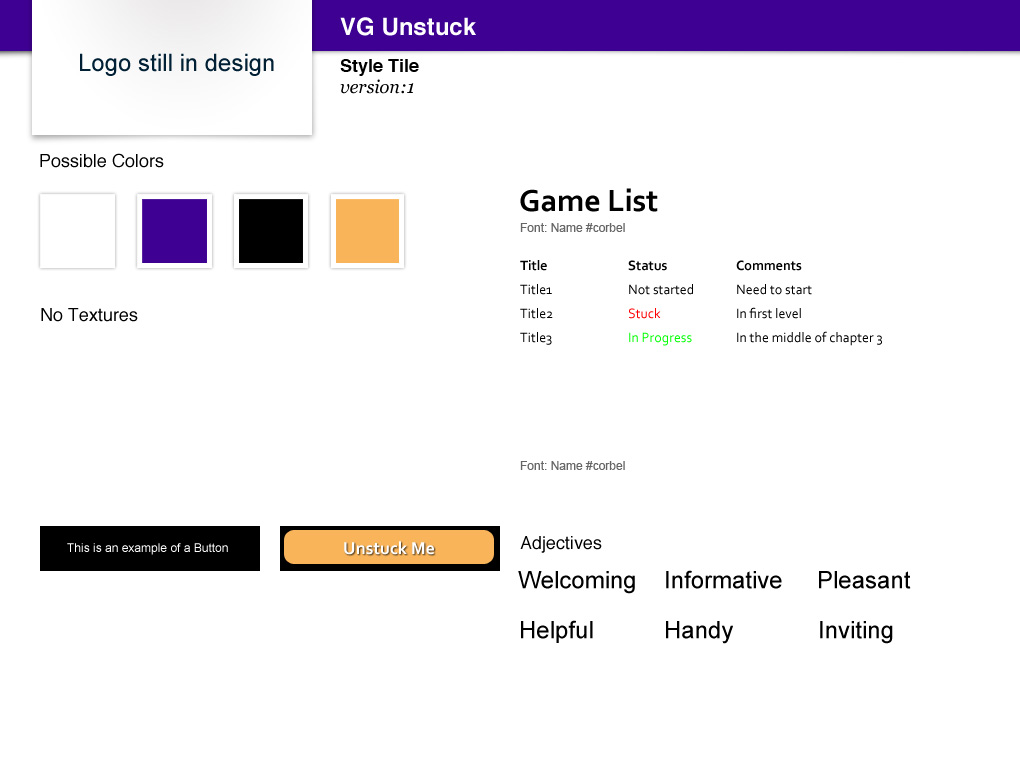 VG Unstuck
Logo still in design
Style Tile
version:1
Possible Colors
No Textures
Game List
Font: Name #corbel
Title Status Comments
Title1 Not started Need to start
Title2 Stuck In first level
Title3 In Progress In the middle of chapter 3
Font: Name #corbel
This is an example of a Button
Unstuck Me
Adjectives
Welcoming Informative Pleasant
Helpful Handy Inviting